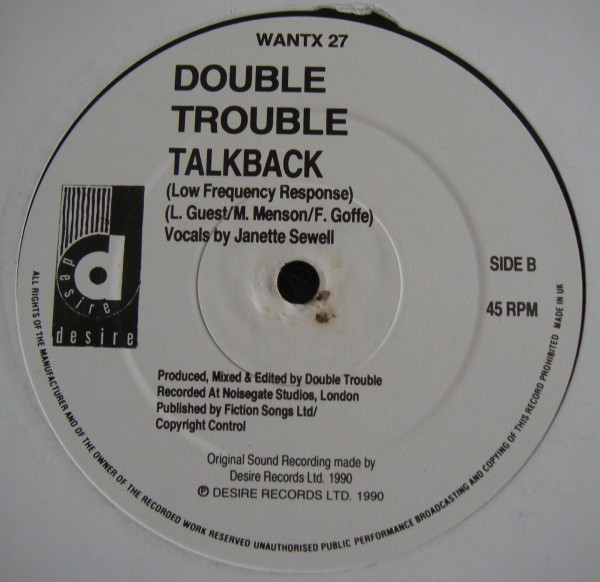 WANTX 27
DOUBLE
TROUBLE
TALKBACK
(Low Frequency Response)
(L. Guest/M. Menson/F. Goffe)
Vocals by Janette Sewell
d
desire
desire
SIDE B
45 RPM
Produced, Mixed & Edited by Double Trouble
Recorded At Noisegate Studios, London
Published by Fiction Songs Ltd/
Copyright Control
Original Sound Recording made by
Desire Records Ltd. 1990
℗ DESIRE RECORDS LTD. 1990
ALL RIGHTS OF THE MANUFACTURER AND OF THE OWNER OF THE RECORDED WORK RESERVED UNAUTHORISED PUBLIC PERFORMANCE BROADCASTING AND COPYING OF THIS RECORD PROHIBITED MADE IN UK